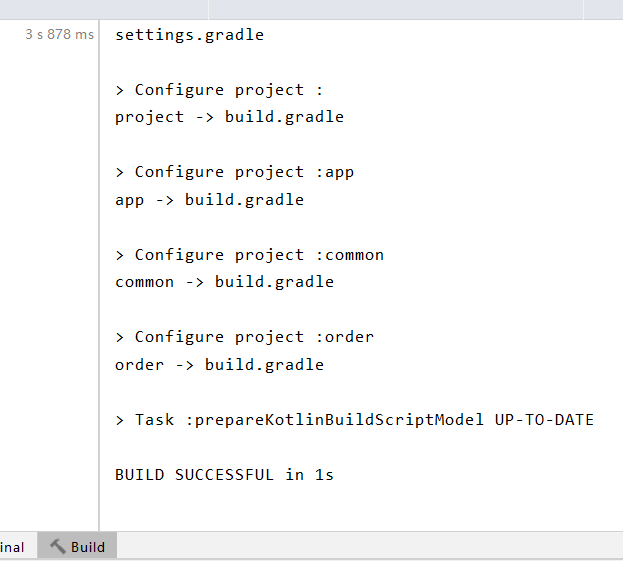 3 s 878 ms
settings.gradle
> Configure project :
project -> build.gradle
> Configure project :app
app -> build.gradle
> Configure project :common
common -> build.gradle
> Configure project :order
order -> build.gradle
> Task :prepareKotlinBuildScriptModel UP-TO-DATE
BUILD SUCCESSFUL in 1s
inal
Build